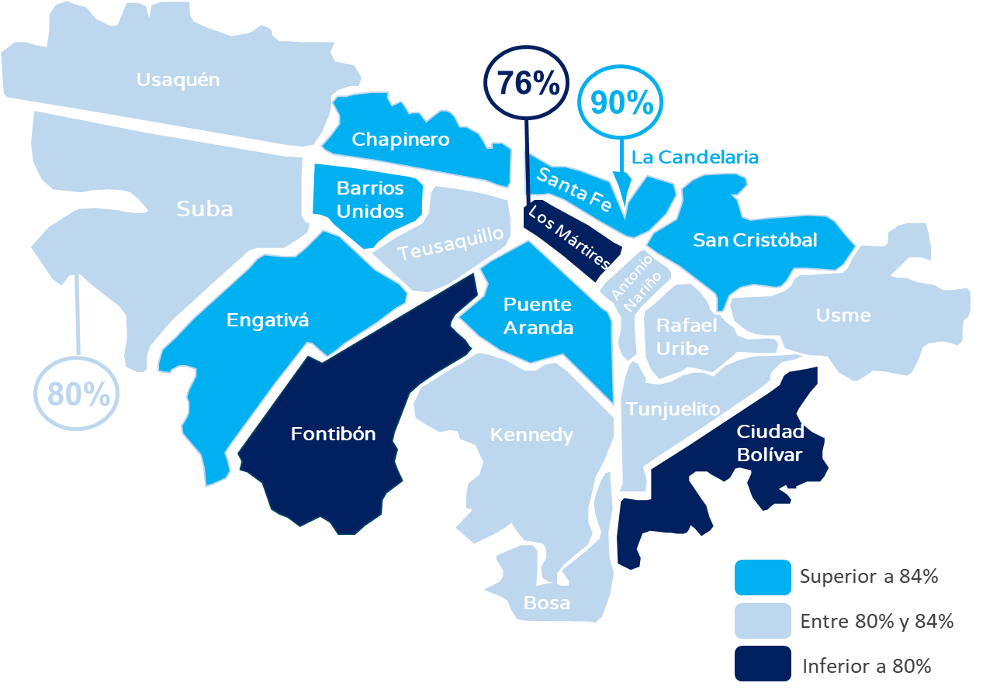 Usaquén
76%
90%
Chapinero
La Candelaria
Santa Fe
Barrios
Unidos
Suba
Los Mártires
San Cristóbal
Teusaquillo
Antonio
Nariño
Puente
Aranda
Engativá
Rafael
Uribe
Usme
80%
Tunjuelito
Fontibón
Kennedy
Ciudad
Bolívar
Bosa
Superior a 84%
Entre 80% y 84%
Inferior a 80%